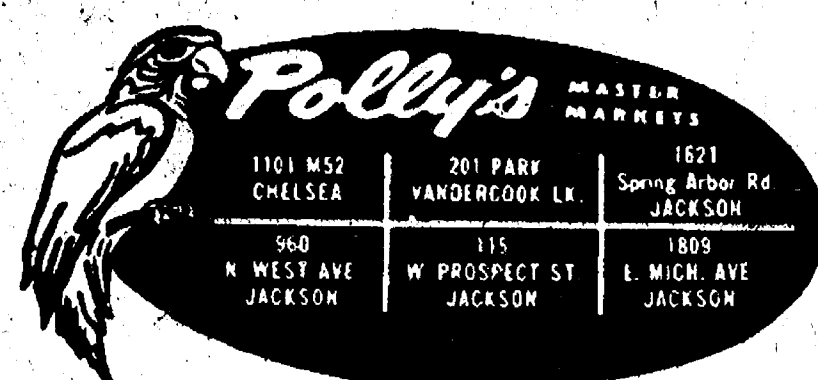 Polly's
MASTER
MARKETS
1101 M52
CHELSEA
201 PARK
VANDERCOOK LK.
1621
Spring Arbor Rd.
JACKSON
960
N. WEST AVE
JACKSON
115
W PROSPECT ST
JACKSON
1809
E. MICH. AVE
JACKSON